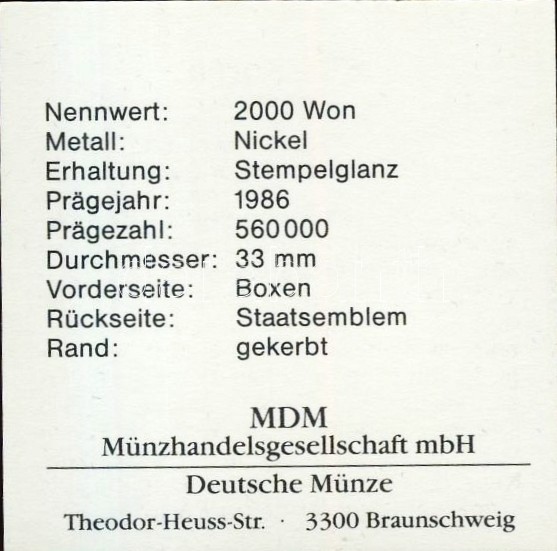 Nennwert: 2000 Won
Metall: Nickel
Erhaltung: Stempelglanz
Prägejahr: 1986
Prägezahl: 560000
Durchmesser: 33 mm
Vorderseite: Boxen
Rückseite: Staatsemblem
Rand: gekerbt
MDM
Münzhandelsgesellschaft mbH
Deutsche Münze
Theodor-Heuss-Str. · 3300 Braunschweig